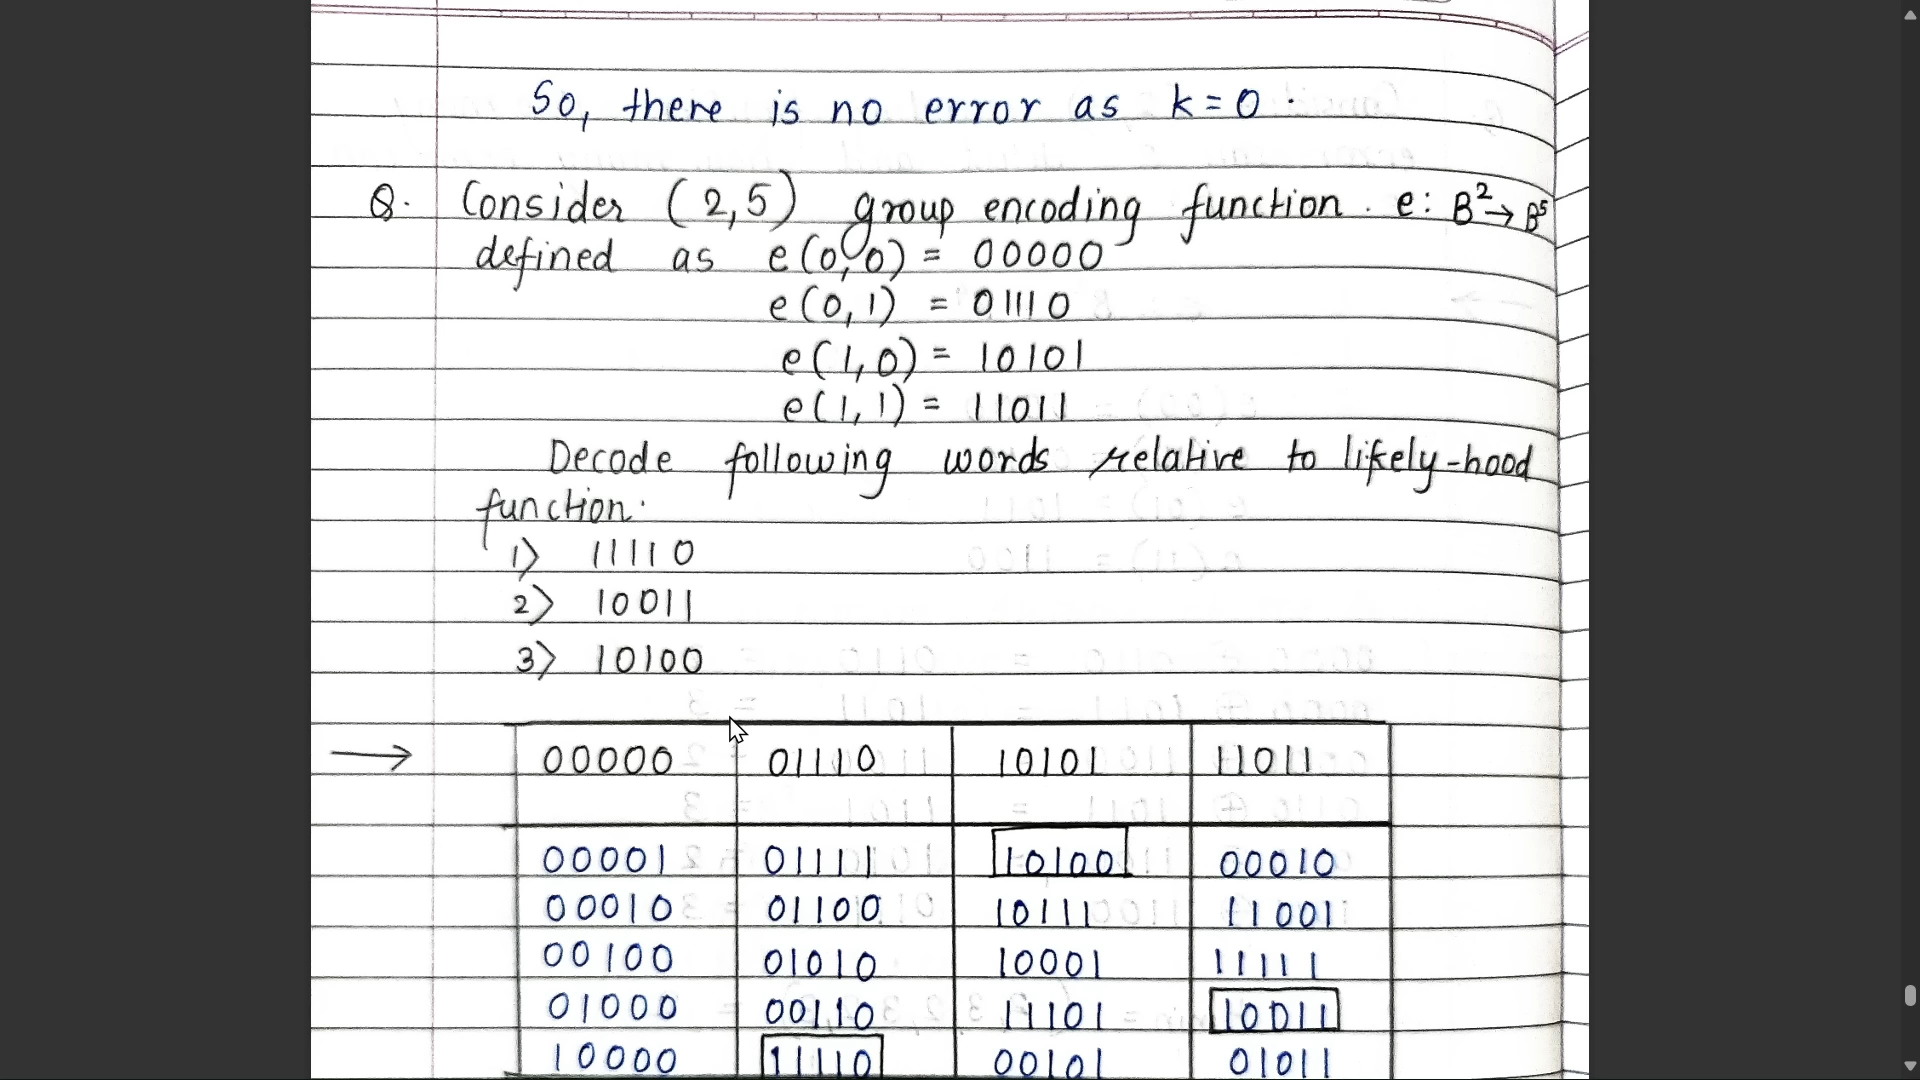 So, there is no error as k=0.
Q. Consider (2,5) group encoding function. e: B²→B⁵
defined as e(0,0) = 00000
e(0,1) = 01110
e(1,0) = 10101
e(1,1) = 11011
Decode following words relative to likely-hood
function.
1) 11110
2) 10011
3) 10100
→ 00000 01110 10101 11011
00001 01111 10100 00010
00010 01100 10111 11001
00100 01010 10001 11111
01000 00110 11101 10011
10000 11110 00101 01011